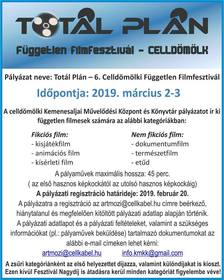 TOTÁL PLÁN
Független filmfesztivál - CELLDÖMÖLK
Pályázat neve: Totál Plán – 6. Celldömölki Független Filmfesztivál
Időpontja: 2019. március 2-3
A celldömölki Kemenesaljai Művelődési Központ és Könyvtár pályázatot ír ki
független filmesek számára az alábbi kategóriákban:
Fikciós film:
- kisjátékfilm
- animációs film
- kísérleti film
Nem fikciós film:
- dokumentumfilm
- természetfilm
- etűd
A pályaművek maximális hossza: 45 perc.
( az első hasznos képkockától az utolsó hasznos képkockáig)
A pályázatra regisztráció határideje: 2019. február 20.
A pályázatra a regisztráció az artmozi@cellkabel.hu címre beérkező,
hiánytalanul és megfelelően kitöltött pályázati adatlap alapján történik.
A pályázati adatlapot és a pályázati feltételeket, valamint a szükséges
információkat (pl.: pályaművek beküldése) tartalmazó dokumentumokat az
alábbi e-mail címeken lehet kérni:
artmozi@cellkabel.hu info.kmkk@gmail.com
A zsűri kategóriánként az első helyezetteket díjazza, valamint különdíjakat is kioszt.
Ezen kívül Fesztivál Nagydíj is átadásra kerül minden kategóriát figyelembe